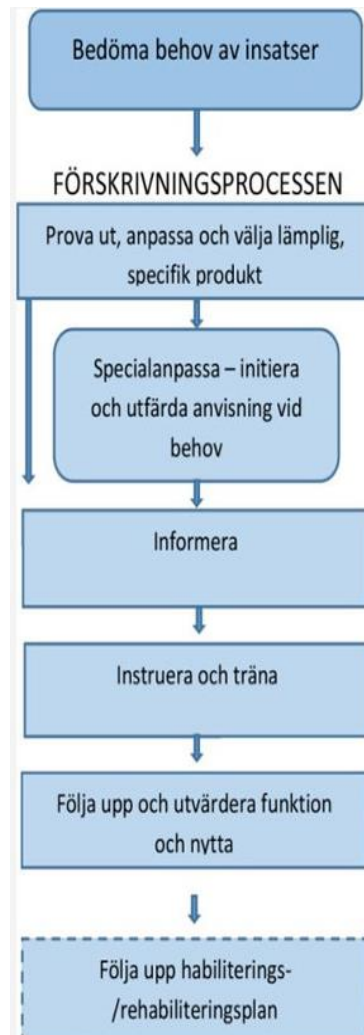 Bedöma behov av insatser
FÖRSKRIVNINGSPROCESSEN
Prova ut, anpassa och välja lämplig,
specifik produkt
Specialanpassa – initiera
och utfärda anvisning vid
behov
Informera
Instruera och träna
Följa upp och utvärdera funktion
och nytta
Följa upp habiliterings-
/rehabiliteringsplan